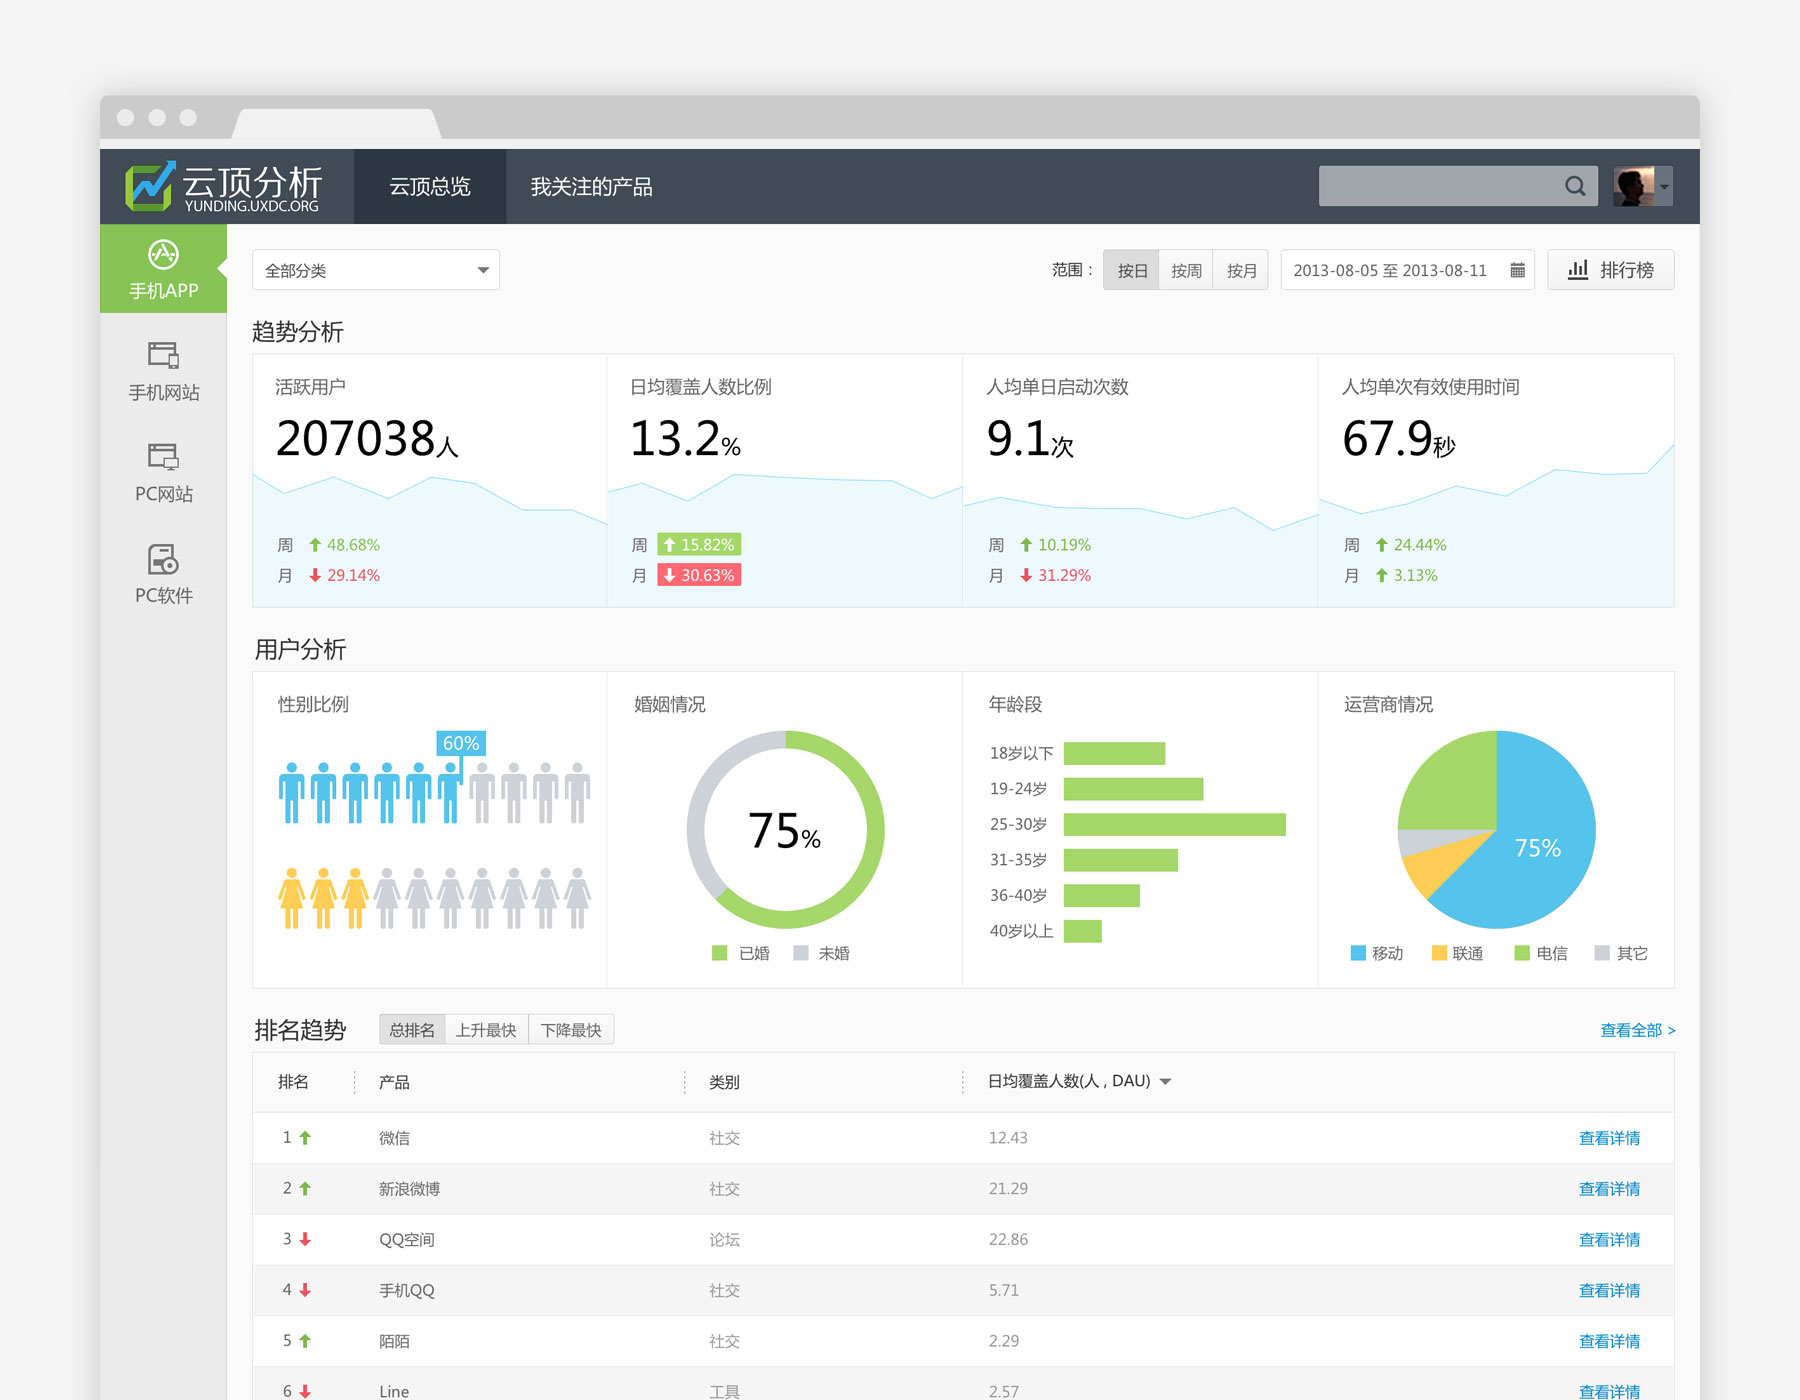 云顶分析
YUNDING.UXDC.ORG
云顶总览
我关注的产品
手机APP
手机网站
PC网站
PC软件
全部分类
范围：
按日
按周
按月
2013-08-05 至 2013-08-11
排行榜
趋势分析
活跃用户
207038人
周 48.68%
月 29.14%
日均覆盖人数比例
13.2%
周 15.82%
月 30.63%
人均单日启动次数
9.1次
周 10.19%
月 31.29%
人均单次有效使用时间
67.9秒
周 24.44%
月 3.13%
用户分析
性别比例
60%
婚姻情况
75%
已婚 未婚
年龄段
18岁以下
19-24岁
25-30岁
31-35岁
36-40岁
40岁以上
运营商情况
75%
移动 联通 电信 其它
排名趋势
总排名
上升最快
下降最快
查看全部 >
排名 产品 类别 日均覆盖人数(人 , DAU)
1 微信 社交 12.43 查看详情
2 新浪微博 社交 21.29 查看详情
3 QQ空间 论坛 22.86 查看详情
4 手机QQ 社交 5.71 查看详情
5 陌陌 社交 2.29 查看详情
6 Line 工具 2.57 查看详情